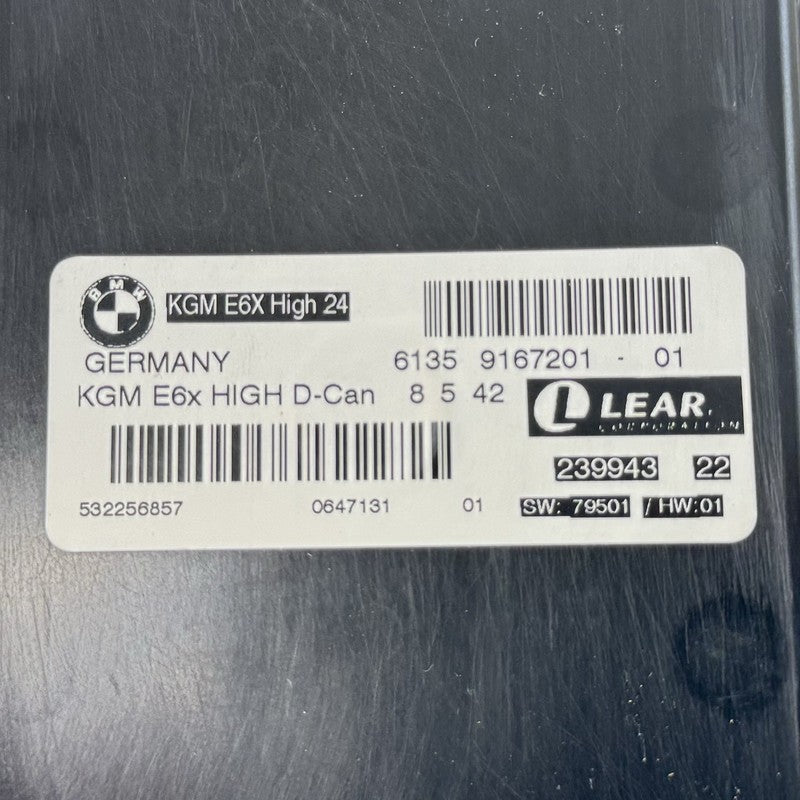 BMW
KGM E6X High 24
GERMANY 6135 9167201 - 01
KGM E6x HIGH D-Can 8 5 42
LEAR.
CORPORATION
239943 22
532256857 0647131 01 SW: 79501 / HW:01